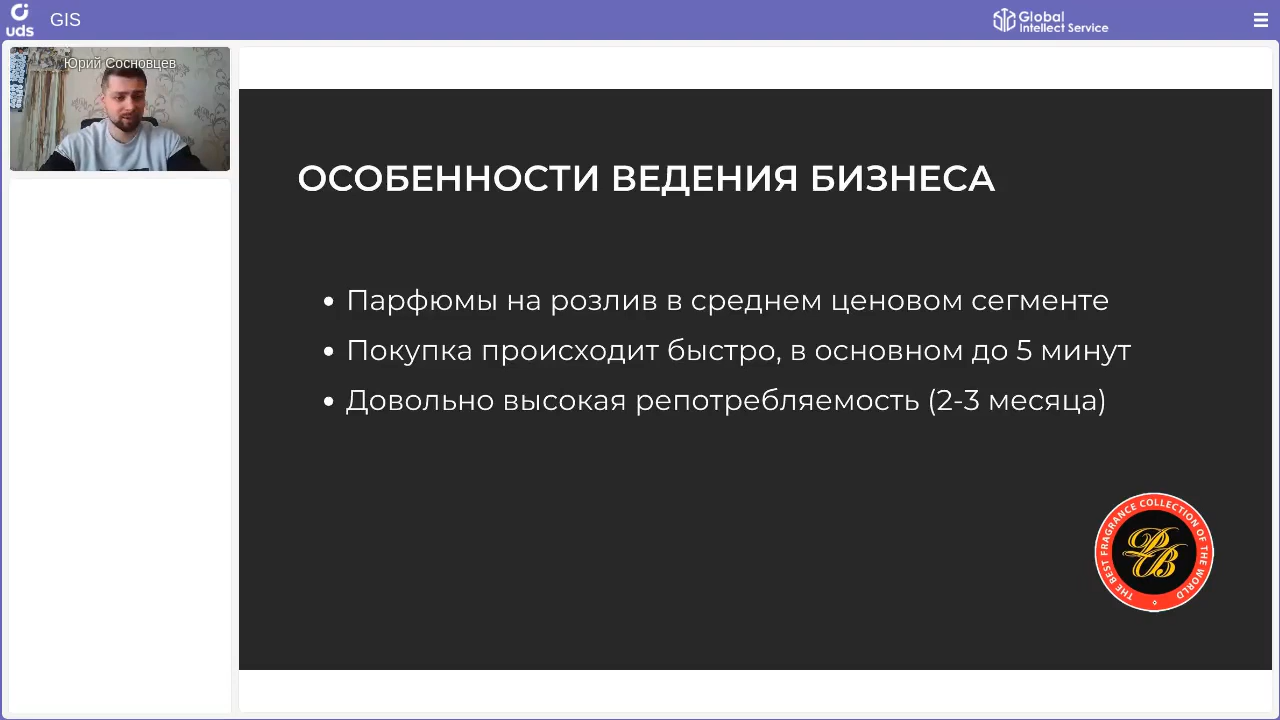 uds
GIS
Global
Intellect Service
Юрий Сосновцев
ОСОБЕННОСТИ ВЕДЕНИЯ БИЗНЕСА
• Парфюмы на розлив в среднем ценовом сегменте
• Покупка происходит быстро, в основном до 5 минут
• Довольно высокая репотребляемость (2-3 месяца)
THE BEST FRAGRANCE COLLECTION OF THE WORLD
PB